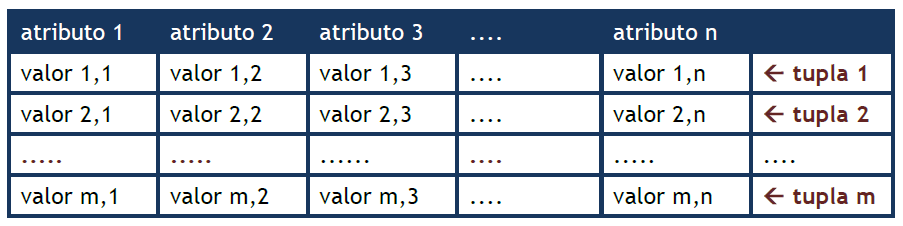 atributo 1 atributo 2 atributo 3 .... atributo n
valor 1,1 valor 1,2 valor 1,3 .... valor 1,n ← tupla 1
valor 2,1 valor 2,2 valor 2,3 .... valor 2,n ← tupla 2
..... ..... ...... .... ..... ....
valor m,1 valor m,2 valor m,3 .... valor m,n ← tupla m